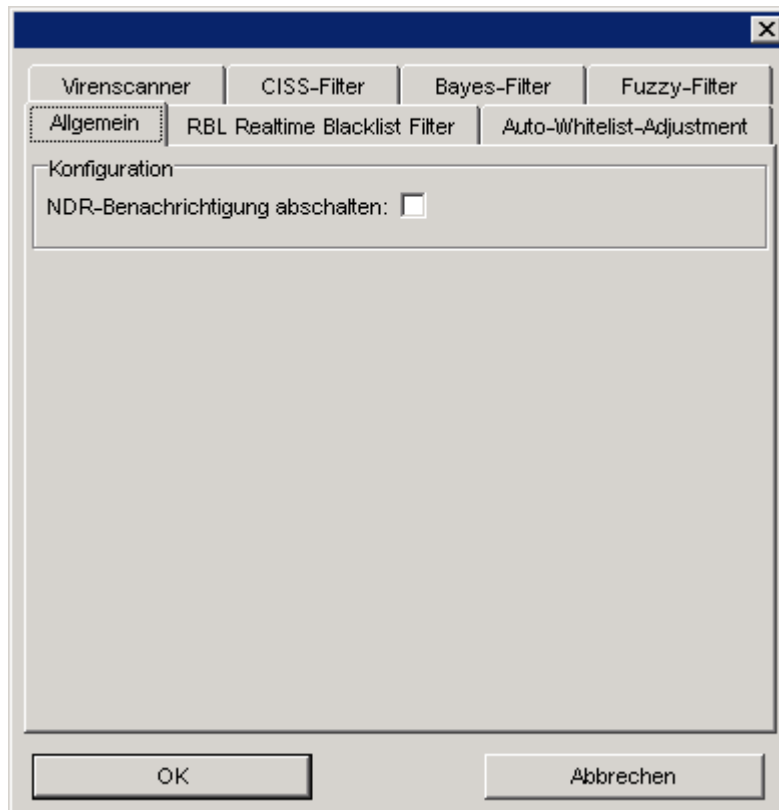 Virenscanner CISS-Filter Bayes-Filter Fuzzy-Filter
Allgemein RBL Realtime Blacklist Filter Auto-Whitelist-Adjustment
Konfiguration
NDR-Benachrichtigung abschalten:
OK Abbrechen